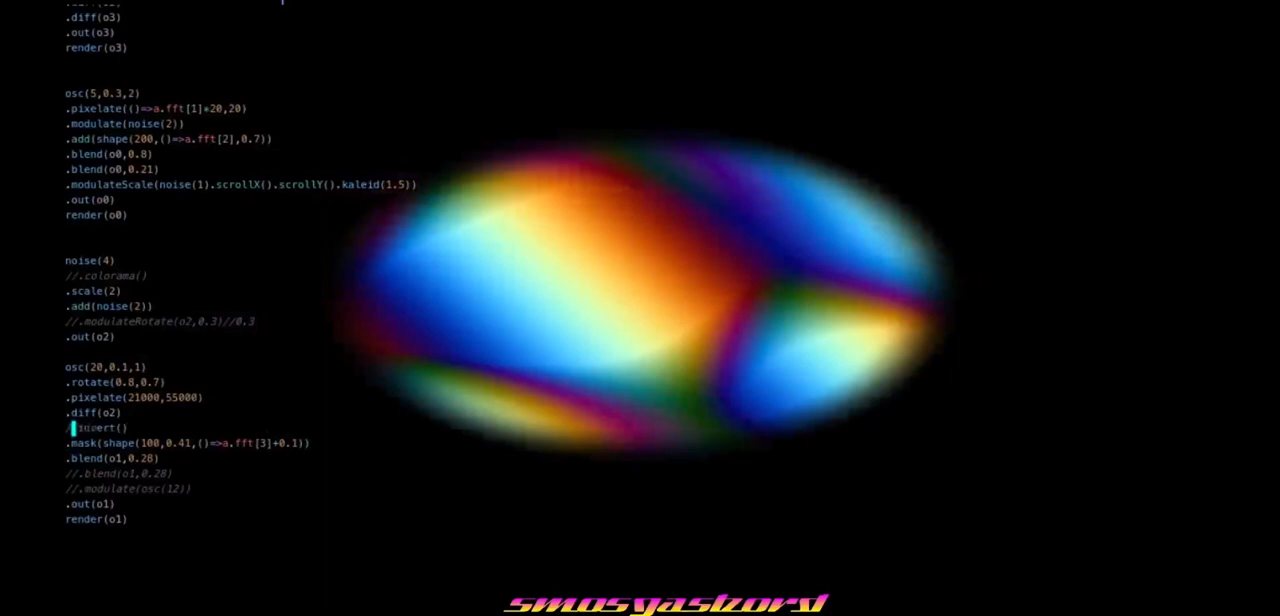 .diff(o3)
.out(o3)
render(o3)
osc(5,0.3,2)
.pixelate(()=>a.fft[1]*20,20)
.modulate(noise(2))
.add(shape(200,()=>a.fft[2],0.7))
.blend(o0,0.8)
.blend(o0,0.21)
.modulateScale(noise(1).scrollX().scrollY().kaleid(1.5))
.out(o0)
render(o0)
noise(4)
//.colorama()
.scale(2)
.add(noise(2))
//.modulateRotate(o2,0.3)//0.3
.out(o2)
osc(20,0.1,1)
.rotate(0.8,0.7)
.pixelate(21000,55000)
.diff(o2)
.mask(shape(100,0.41,()=>a.fft[3]+0.1))
.blend(o1,0.28)
//.blend(o1,0.28)
//.modulate(osc(12))
.out(o1)
render(o1)